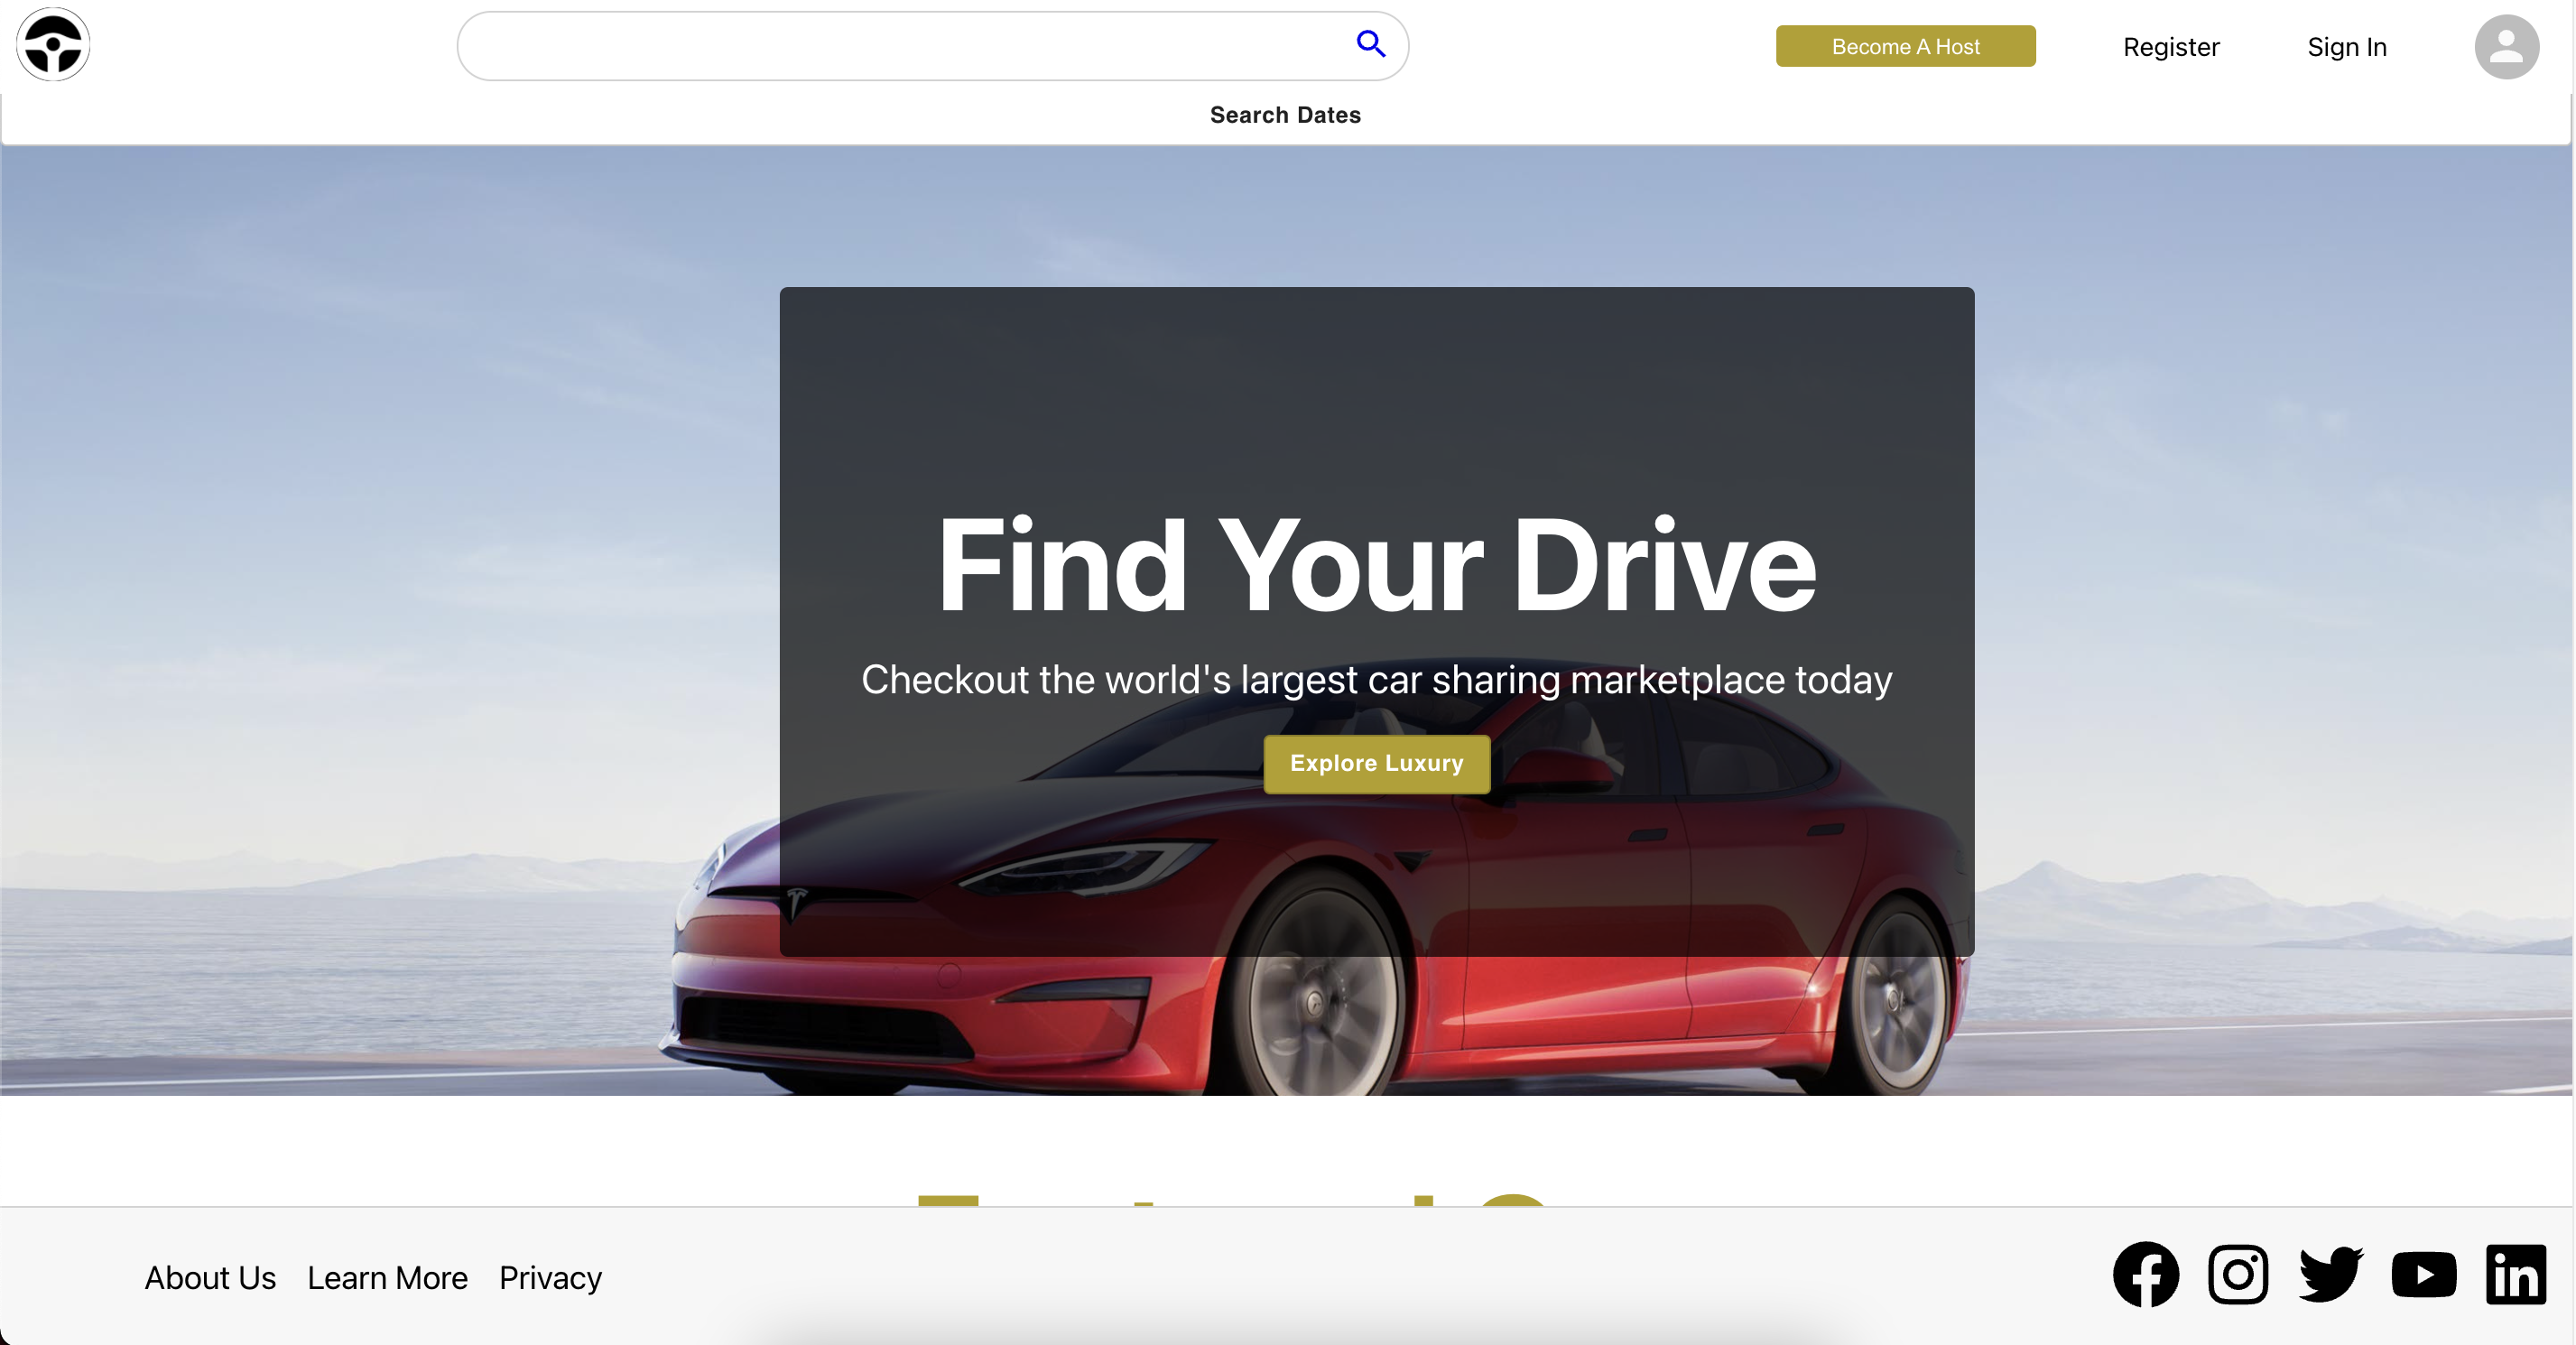 Become A Host
Register
Sign In
Search Dates
Find Your Drive
Checkout the world's largest car sharing marketplace today
Explore Luxury
About Us
Learn More
Privacy